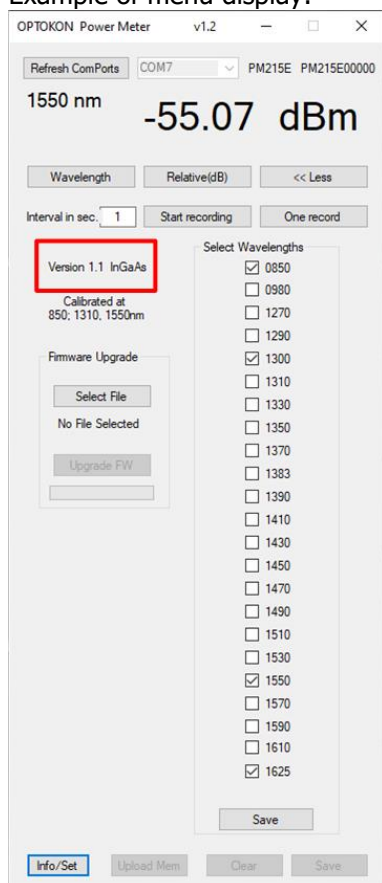 Example of menu display:
OPTOKON Power Meter v1.2
Refresh ComPorts COM7 PM215E PM215E00000
1550 nm
-55.07 dBm
Wavelength Relative(dB) << Less
Interval in sec. 1 Start recording One record
Version 1.1 InGaAs
Calibrated at
850; 1310, 1550nm
Firmware Upgrade
Select File
No File Selected
Upgrade FW
Select Wavelengths
0850
0980
1270
1290
1300
1310
1330
1350
1370
1383
1390
1410
1430
1450
1470
1490
1510
1530
1550
1570
1590
1610
1625
Save
Info/Set Upload Mem Clear Save